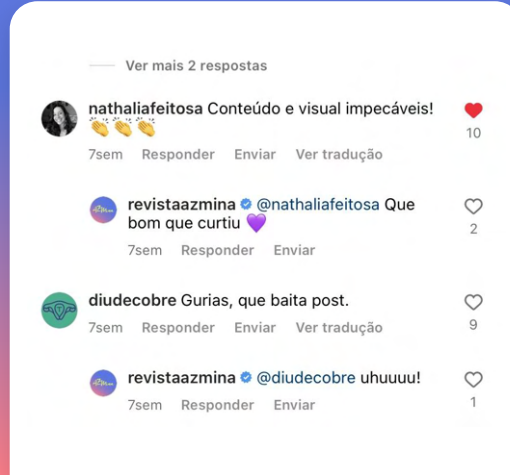 Ver mais 2 respostas
nathaliafeitosa Conteúdo e visual impecáveis!
👏👏👏
10
7sem Responder Enviar Ver tradução
revistaazmina @nathaliafeitosa Que
bom que curtiu 💜
2
7sem Responder Enviar
diudecobre Gurias, que baita post.
9
7sem Responder Enviar Ver tradução
revistaazmina @diudecobre uhuuuu!
1
7sem Responder Enviar